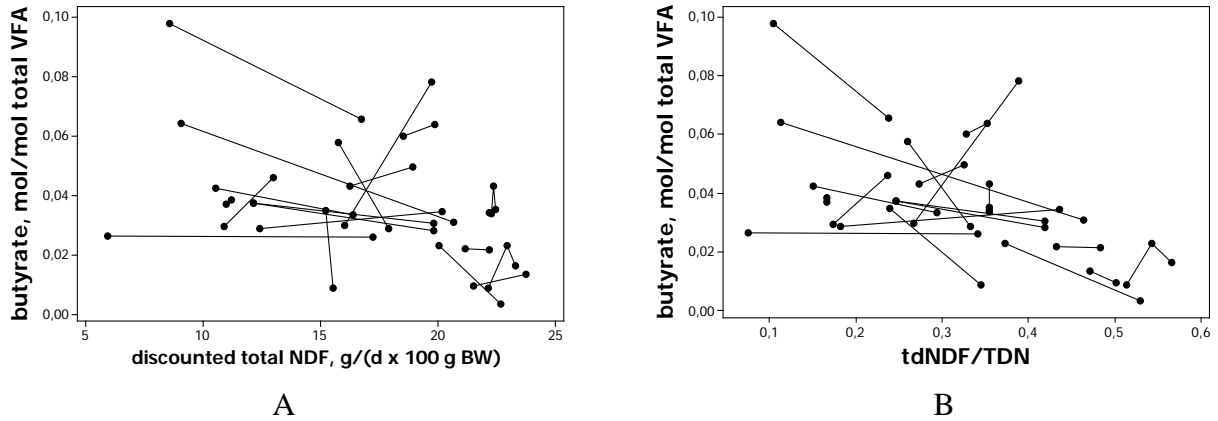 butyrate, mol/mol total VFA
0,10
0,08
0,06
0,04
0,02
0,00
5 10 15 20 25
discounted total NDF, g/(d x 100 g BW)
A
butyrate, mol/mol total VFA
0,10
0,08
0,06
0,04
0,02
0,00
0,1 0,2 0,3 0,4 0,5 0,6
tdNDF/TDN
B